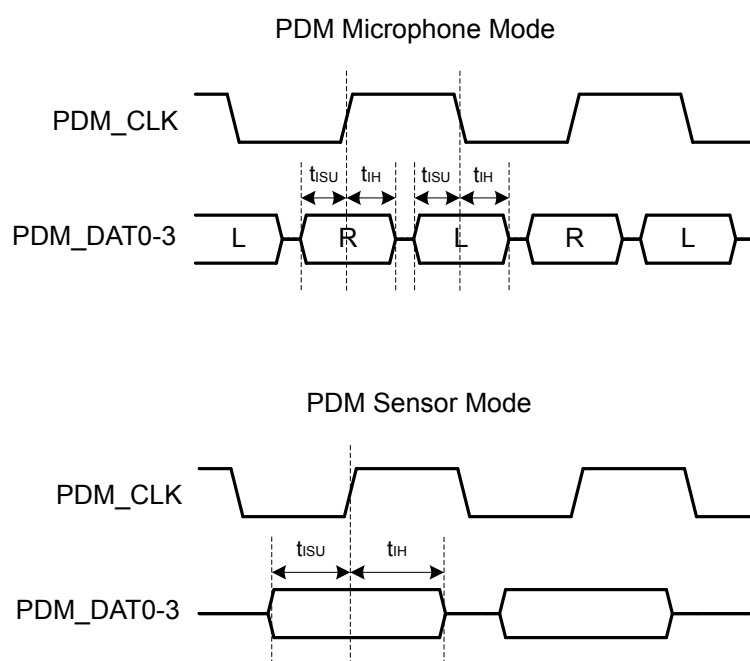 PDM Microphone Mode
PDM_CLK
tISU tIH tISU tIH
PDM_DAT0-3 L R L R L
PDM Sensor Mode
PDM_CLK
tISU tIH
PDM_DAT0-3